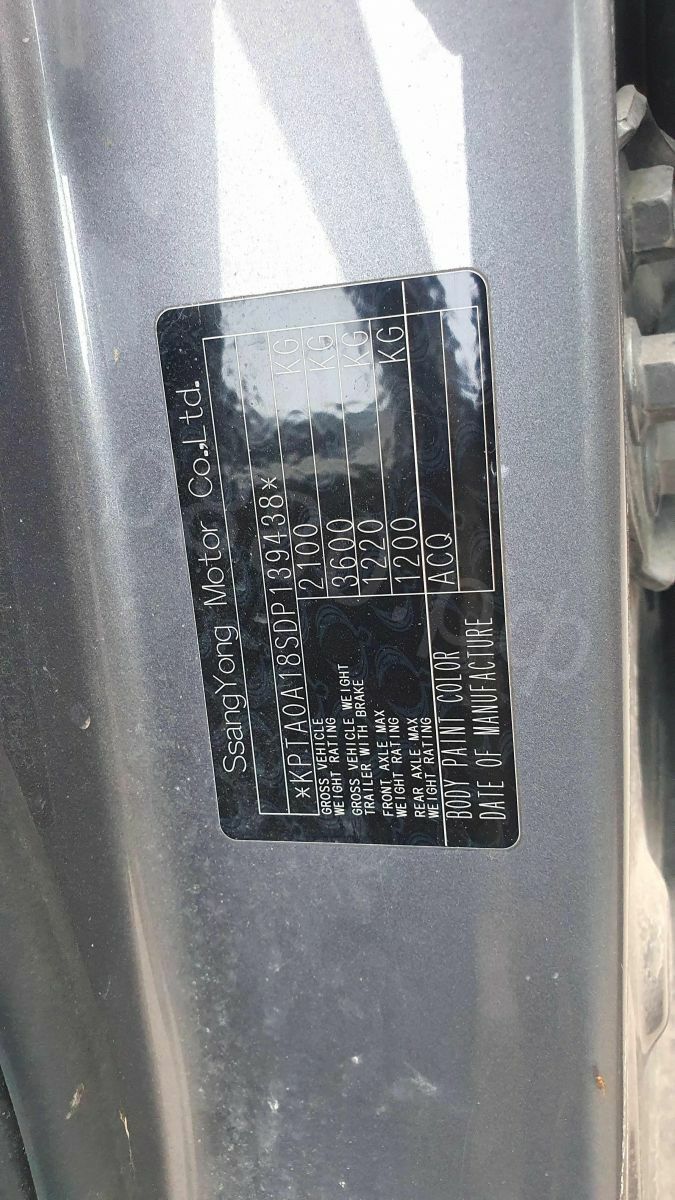 SsangYong Motor Co.,Ltd.
*KPTA0A18SDP139438*
GROSS VEHICLE
WEIGHT RATING 2100 KG
GROSS VEHICLE WEIGHT
TRAILER WITH BRAKE 3600 KG
FRONT AXLE MAX
WEIGHT RATING 1220 KG
REAR AXLE MAX
WEIGHT RATING 1200 KG
BODY PAINT COLOR ACQ
DATE OF MANUFACTURE